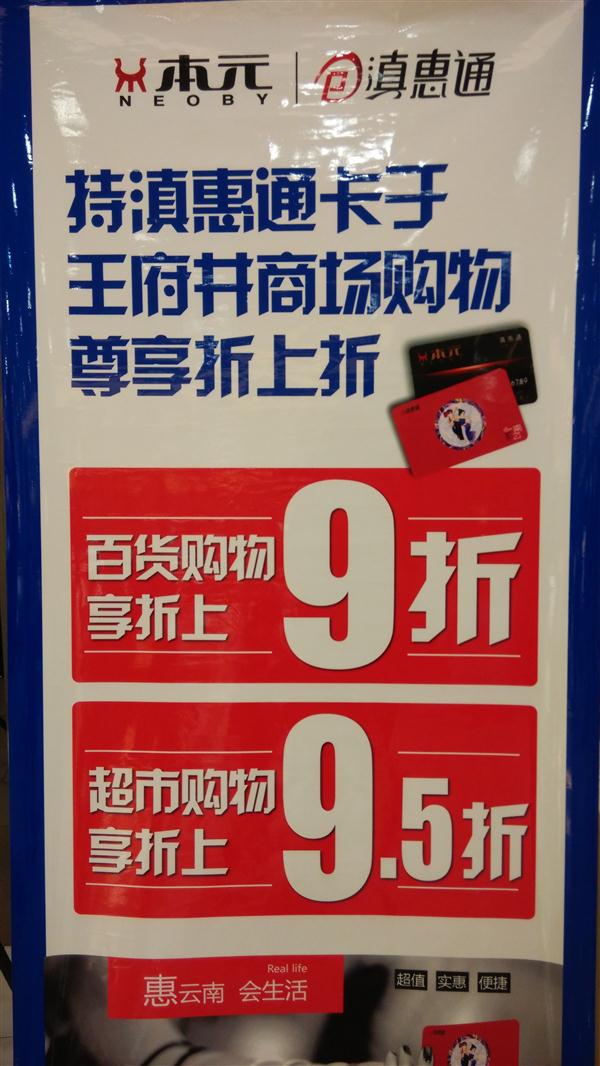 本元 滇惠通
NEOBY
持滇惠通卡于
王府井商场购物
尊享折上折
本元
百货购物
享折上
9折
超市购物
享折上
9.5折
Real life
惠云南 会生活
超值 实惠 便捷